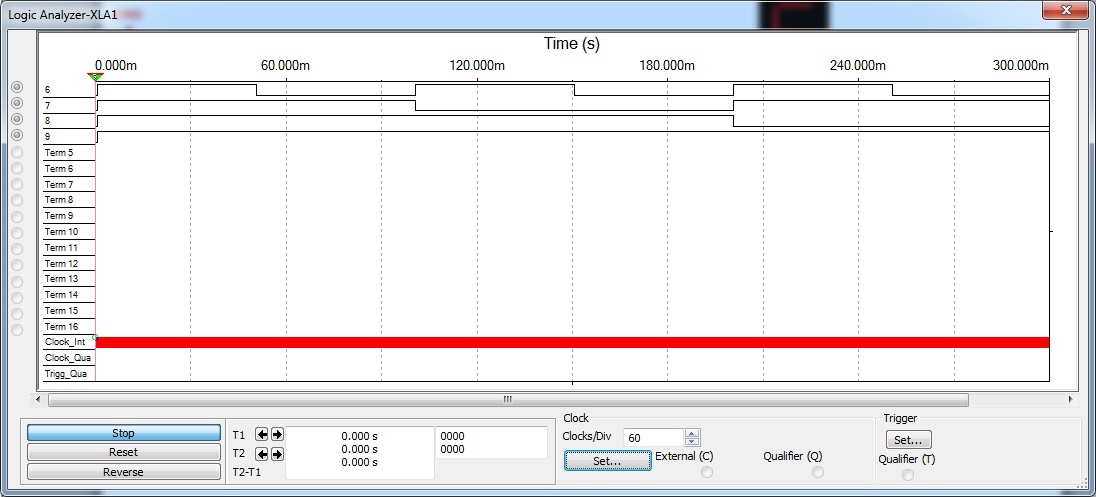 Logic Analyzer-XLA1
Time (s)
0.000m 60.000m 120.000m 180.000m 240.000m 300.000m
6
7
8
9
Term 5
Term 6
Term 7
Term 8
Term 9
Term 10
Term 11
Term 12
Term 13
Term 14
Term 15
Term 16
Clock_Int
Clock_Qua
Trigg_Qua
Stop
Reset
Reverse
T1 0.000 s 0000
T2 0.000 s 0000
T2-T1 0.000 s
Clock
Clocks/Div 60
Set... External (C) Qualifier (Q)
Trigger
Set...
Qualifier (T)